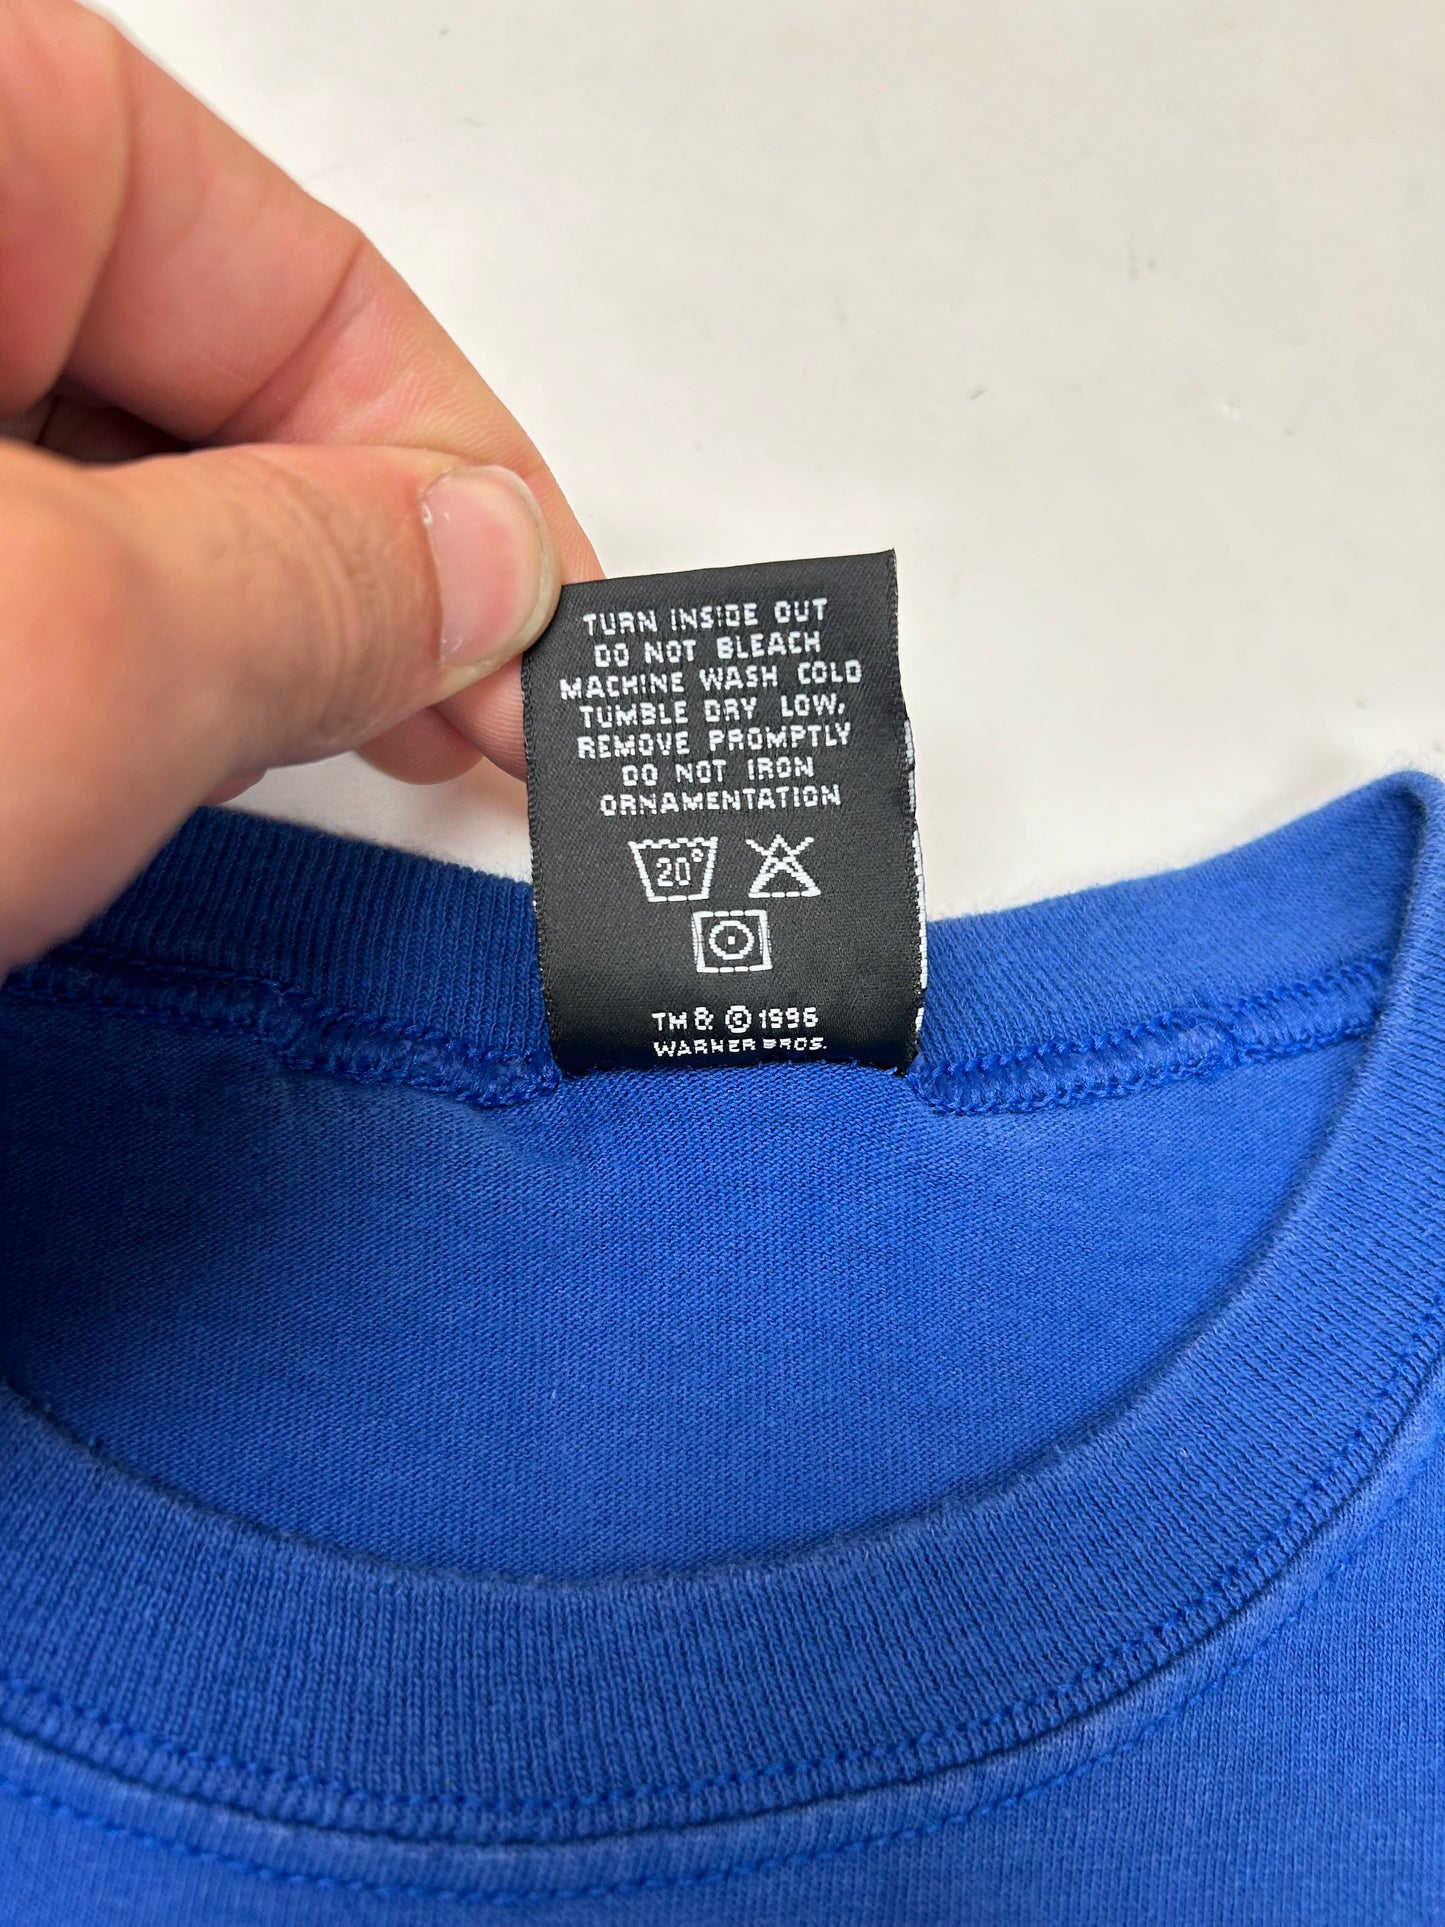 TURN INSIDE OUT
DO NOT BLEACH
MACHINE WASH COLD
TUMBLE DRY LOW,
REMOVE PROMPTLY
DO NOT IRON
ORNAMENTATION
20°
TM & © 1996
WARNER BROS.